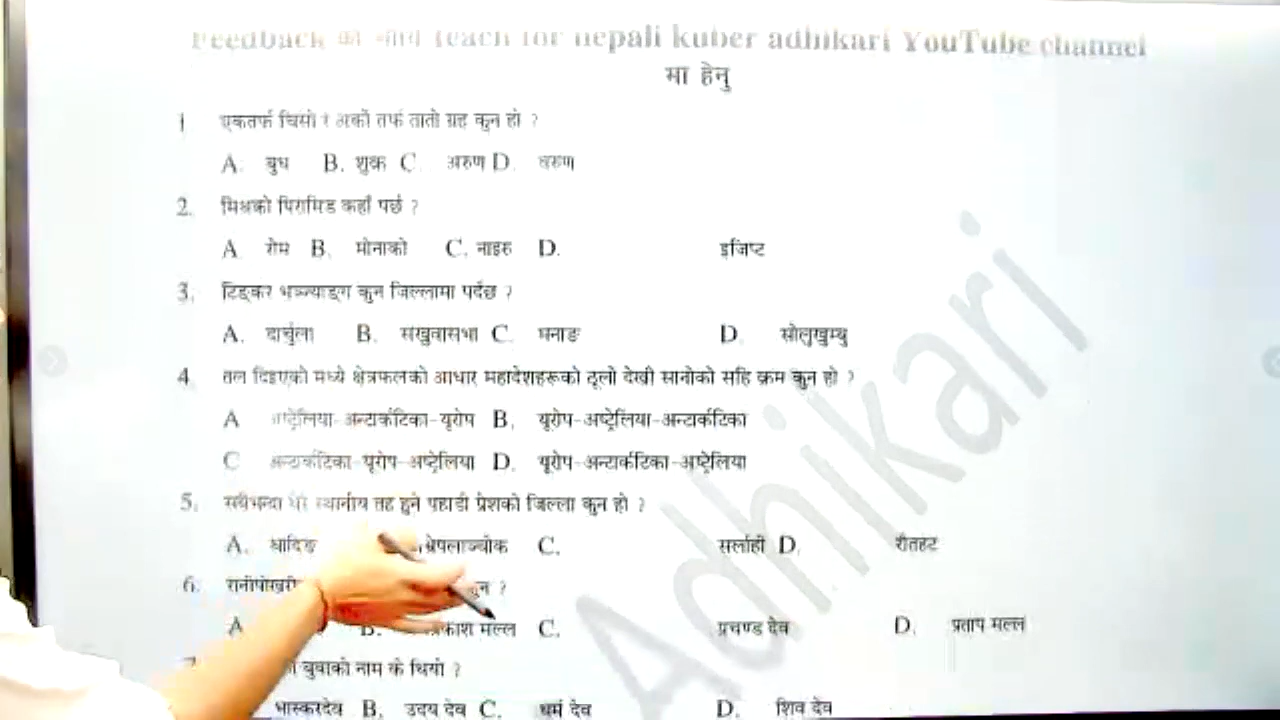 Feedback का लागि teach for nepali kuber adhikari YouTube channel
मा हेनु
1 एकतर्फ चिसो र अर्को तर्फ तातो ग्रह कुन हो ?
A. बुध B. शुक्र C. अरुण D. वरुण
2. मिश्रको पिरामिड कहाँ पर्छ ?
A रोम B. मोनाको C. नाइरु D. इजिप्ट
3. टिङ्कर भञ्ज्याङ्ग कुन जिल्लामा पर्दछ ?
A. दार्चुला B. संखुवासभा C. मनाङ D. सोलुखुम्बु
4. तल दिइएको मध्ये क्षेत्रफलको आधार महादेशहरूको ठूलो देखी सानोको सहि क्रम कुन हो ?
A अष्ट्रेलिया-अन्टार्कटिका-यूरोप B. यूरोप-अष्ट्रेलिया-अन्टार्कटिका
C अन्टार्कटिका-यूरोप-अष्ट्रेलिया D. यूरोप-अन्टार्कटिका-अष्ट्रेलिया
5. सबैभन्दा धेरै स्थानीय तह हुने पहाडी प्रेशको जिल्ला कुन हो ?
A. धादिङ C. सर्लाही D. रौतहट
6. रानीपोखरी ?
A B. मल्ल C. प्रचण्ड देव D. प्रताप मल्ल
बुवाको नाम के थियो ?
भास्करदेव B. उदय देव C. धर्म देव D. शिव देव
Adhikari